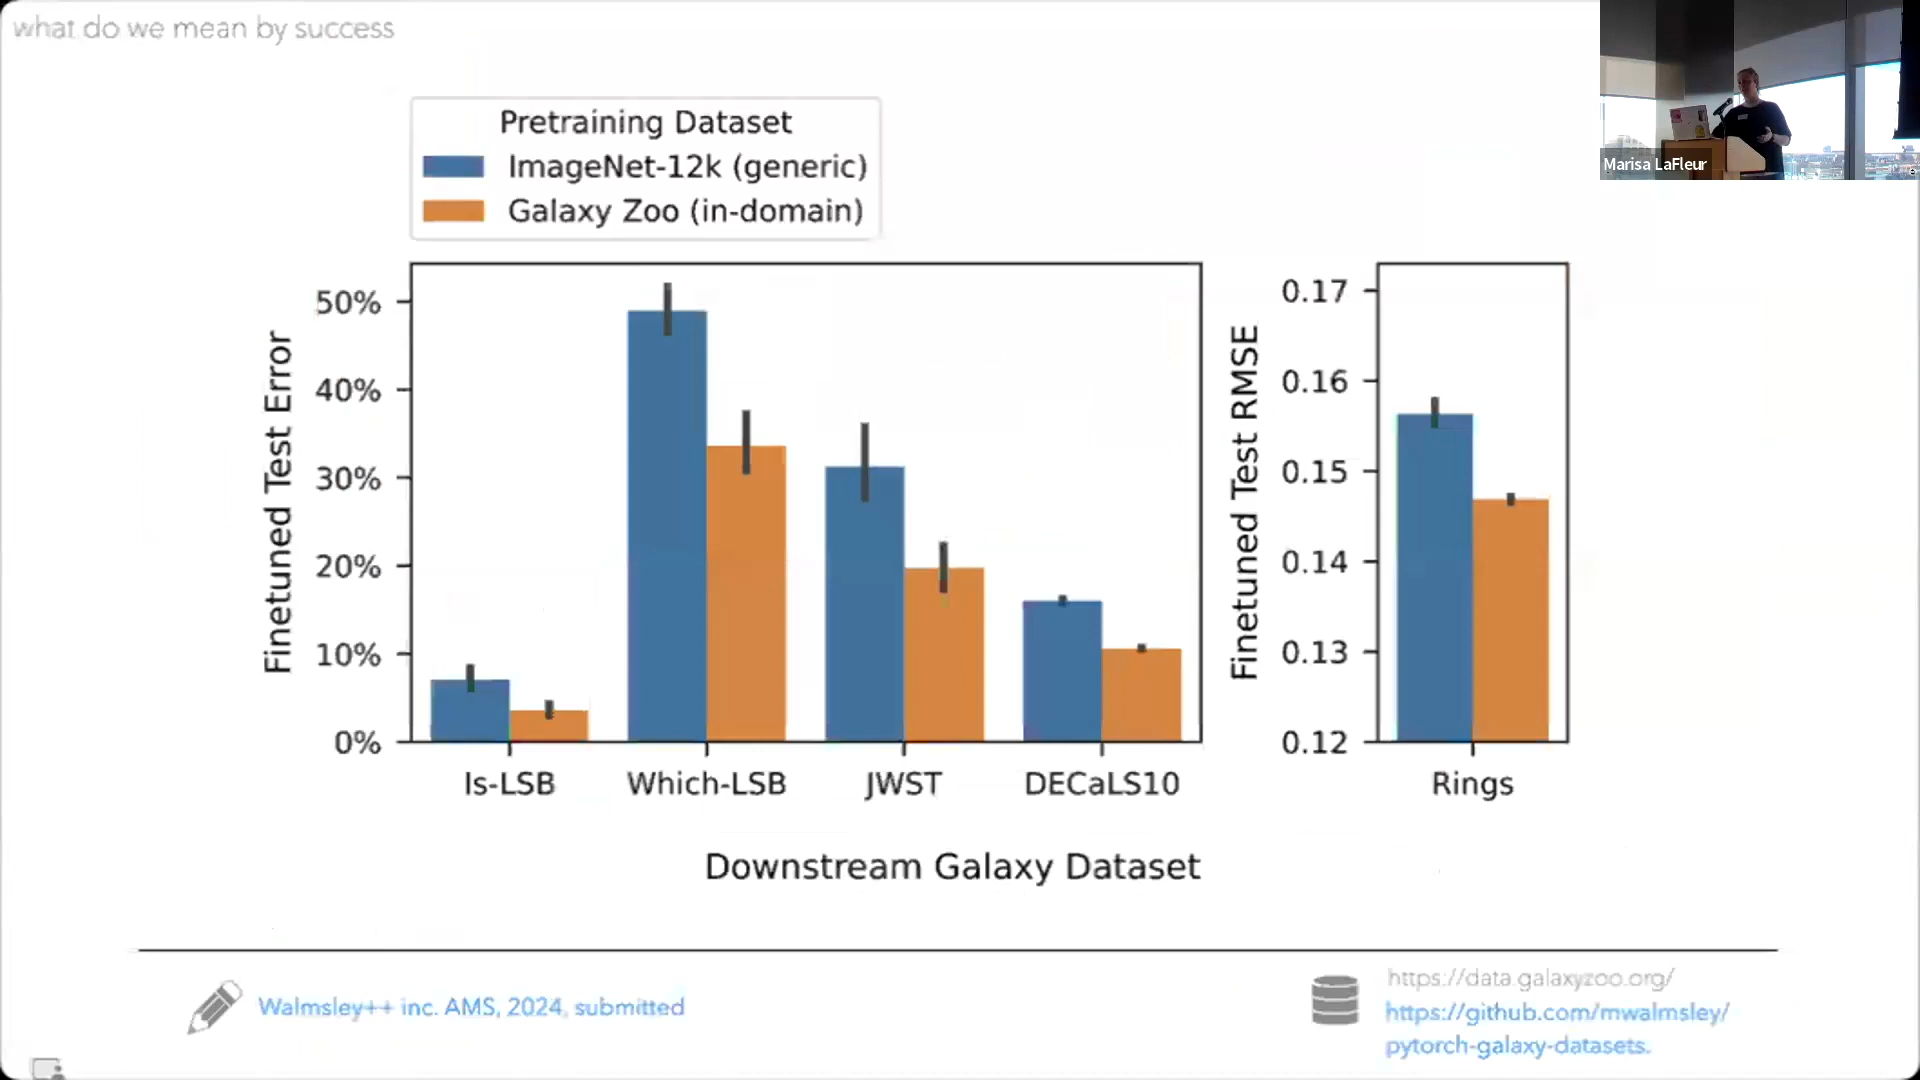 what do we mean by success
Marisa LaFleur
Pretraining Dataset
ImageNet-12k (generic)
Galaxy Zoo (in-domain)
Finetuned Test Error
50%
40%
30%
20%
10%
0%
Is-LSB
Which-LSB
JWST
DECaLS10
Finetuned Test RMSE
0.17
0.16
0.15
0.14
0.13
0.12
Rings
Downstream Galaxy Dataset
Walmsley++ inc. AMS, 2024, submitted
https://data.galaxyzoo.org/
https://github.com/mwalmsley/
pytorch-galaxy-datasets.